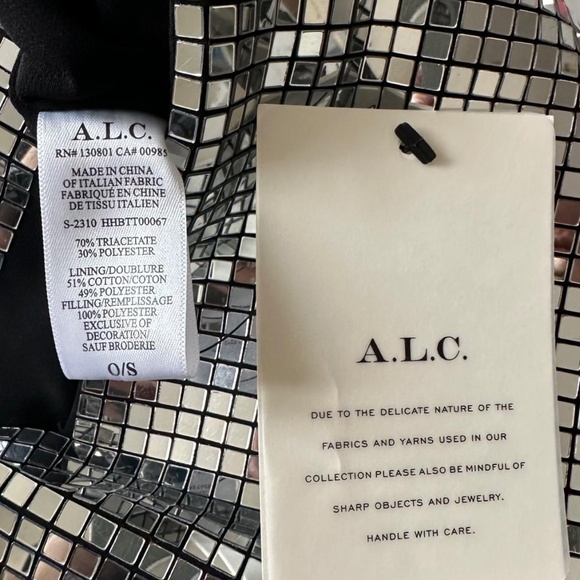 A.L.C.
RN# 130801 CA# 00985
MADE IN CHINA
OF ITALIAN FABRIC
FABRIQUÉ EN CHINE
DE TISSU ITALIEN
S-2310 HHBTT00067
70% TRIACETATE
30% POLYESTER
LINING/DOUBLURE
51% COTTON/COTON
49% POLYESTER
FILLING/REMPLISSAGE
100% POLYESTER
EXCLUSIVE OF
DECORATION/
SAUF BRODERIE
O/S
A.L.C.
DUE TO THE DELICATE NATURE OF THE
FABRICS AND YARNS USED IN OUR
COLLECTION PLEASE ALSO BE MINDFUL OF
SHARP OBJECTS AND JEWELRY.
HANDLE WITH CARE.